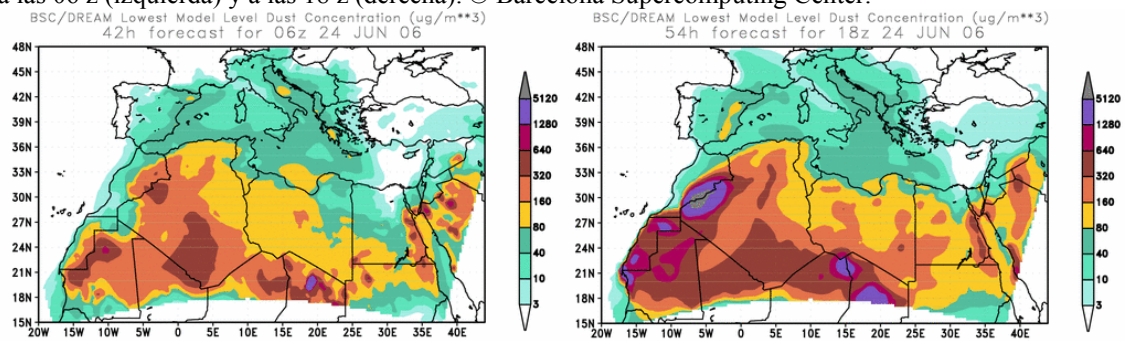 a las 06 z (izquierda) y a las 18 z (derecha). © Barcelona Supercomputing Center.
BSC/DREAM Lowest Model Level Dust Concentration (ug/m**3)
42h forecast for 06z 24 JUN 06
48N
45N
42N
39N
36N
33N
30N
27N
24N
21N
18N
15N
20W 15W 10W 5W 0 5E 10E 15E 20E 25E 30E 35E 40E
5120
1280
640
320
160
80
40
10
3
BSC/DREAM Lowest Model Level Dust Concentration (ug/m**3)
54h forecast for 18z 24 JUN 06
48N
45N
42N
39N
36N
33N
30N
27N
24N
21N
18N
15N
20W 15W 10W 5W 0 5E 10E 15E 20E 25E 30E 35E 40E
5120
1280
640
320
160
80
40
10
3